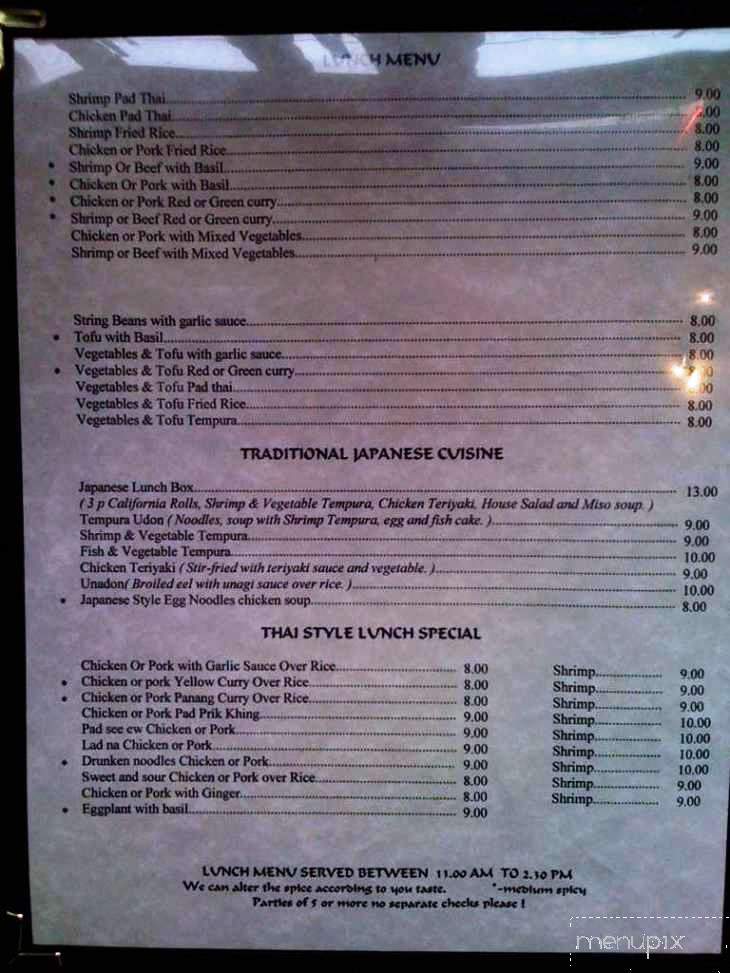 LUNCH MENU
Shrimp Pad Thai 9.00
Chicken Pad Thai .00
Shrimp Fried Rice 8.00
Chicken or Pork Fried Rice 8.00
* Shrimp Or Beef with Basil 9.00
* Chicken Or Pork with Basil 8.00
* Chicken or Pork Red or Green curry 8.00
* Shrimp or Beef Red or Green curry 9.00
Chicken or Pork with Mixed Vegetables 8.00
Shrimp or Beef with Mixed Vegetables 9.00
String Beans with garlic sauce 8.00
* Tofu with Basil 8.00
Vegetables & Tofu with garlic sauce 8.00
* Vegetables & Tofu Red or Green curry
Vegetables & Tofu Pad thai .00
Vegetables & Tofu Fried Rice 8.00
Vegetables & Tofu Tempura 8.00
TRADITIONAL JAPANESE CUISINE
Japanese Lunch Box 13.00
( 3 p California Rolls, Shrimp & Vegetable Tempura, Chicken Teriyaki, House Salad and Miso soup. )
Tempura Udon ( Noodles, soup with Shrimp Tempura, egg and fish cake. ) 9.00
Shrimp & Vegetable Tempura 9.00
Fish & Vegetable Tempura 10.00
Chicken Teriyaki ( Stir-fried with teriyaki sauce and vegetable. ) 9.00
Unadon( Broiled eel with unagi sauce over rice. ) 10.00
* Japanese Style Egg Noodles chicken soup 8.00
THAI STYLE LUNCH SPECIAL
Chicken Or Pork with Garlic Sauce Over Rice 8.00 Shrimp 9.00
* Chicken or pork Yellow Curry Over Rice 8.00 Shrimp 9.00
* Chicken or Pork Panang Curry Over Rice 8.00 Shrimp 9.00
Chicken or Pork Pad Prik Khing 9.00 Shrimp 10.00
Pad see ew Chicken or Pork 9.00 Shrimp 10.00
Lad na Chicken or Pork 9.00 Shrimp 10.00
* Drunken noodles Chicken or Pork 9.00 Shrimp 10.00
Sweet and sour Chicken or Pork over Rice 8.00 Shrimp 9.00
Chicken or Pork with Ginger 8.00 Shrimp 9.00
* Eggplant with basil 9.00
LUNCH MENU SERVED BETWEEN 11.00 AM TO 2.30 PM
We can alter the spice according to you taste. *-medium spicy
Parties of 5 or more no separate checks please !
menupix